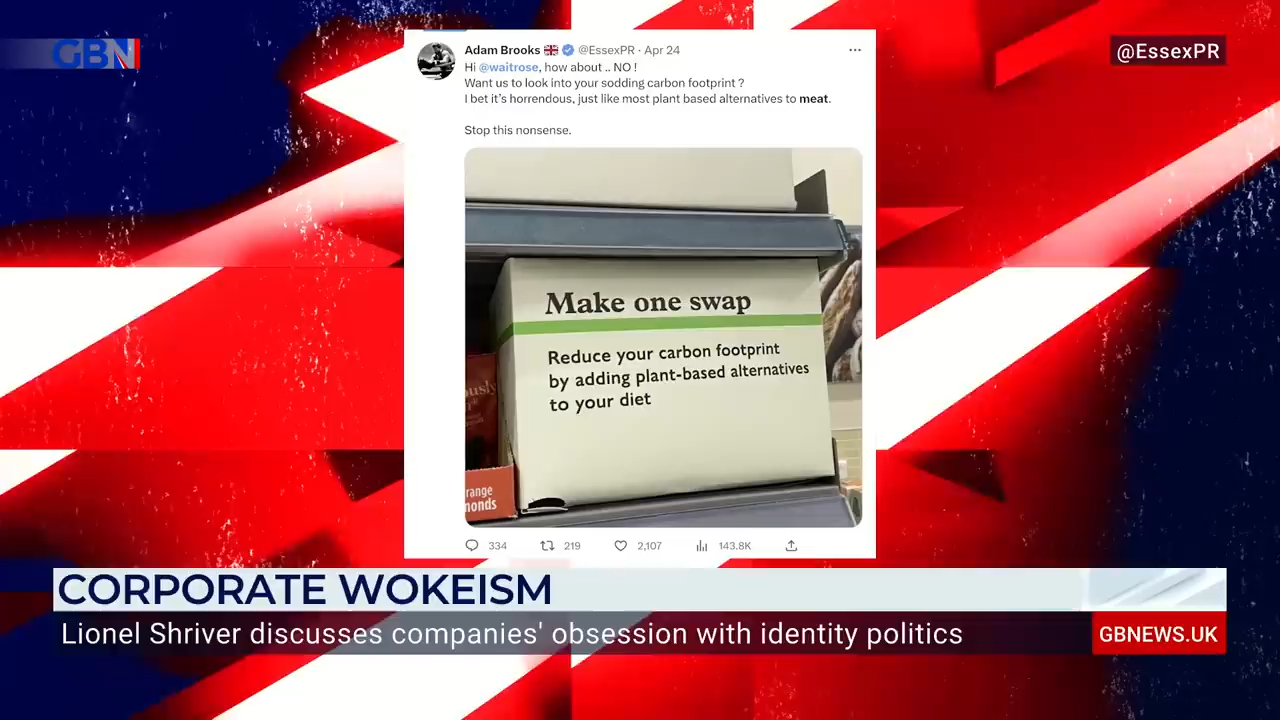 GBN
@EssexPR
Adam Brooks 🇬🇧 @EssexPR · Apr 24
Hi @waitrose, how about .. NO !
Want us to look into your sodding carbon footprint ?
I bet it's horrendous, just like most plant based alternatives to meat.
Stop this nonsense.
Make one swap
Reduce your carbon footprint
by adding plant-based alternatives
to your diet
334 219 2,107 143.8K
CORPORATE WOKEISM
Lionel Shriver discusses companies' obsession with identity politics
GBNEWS.UK